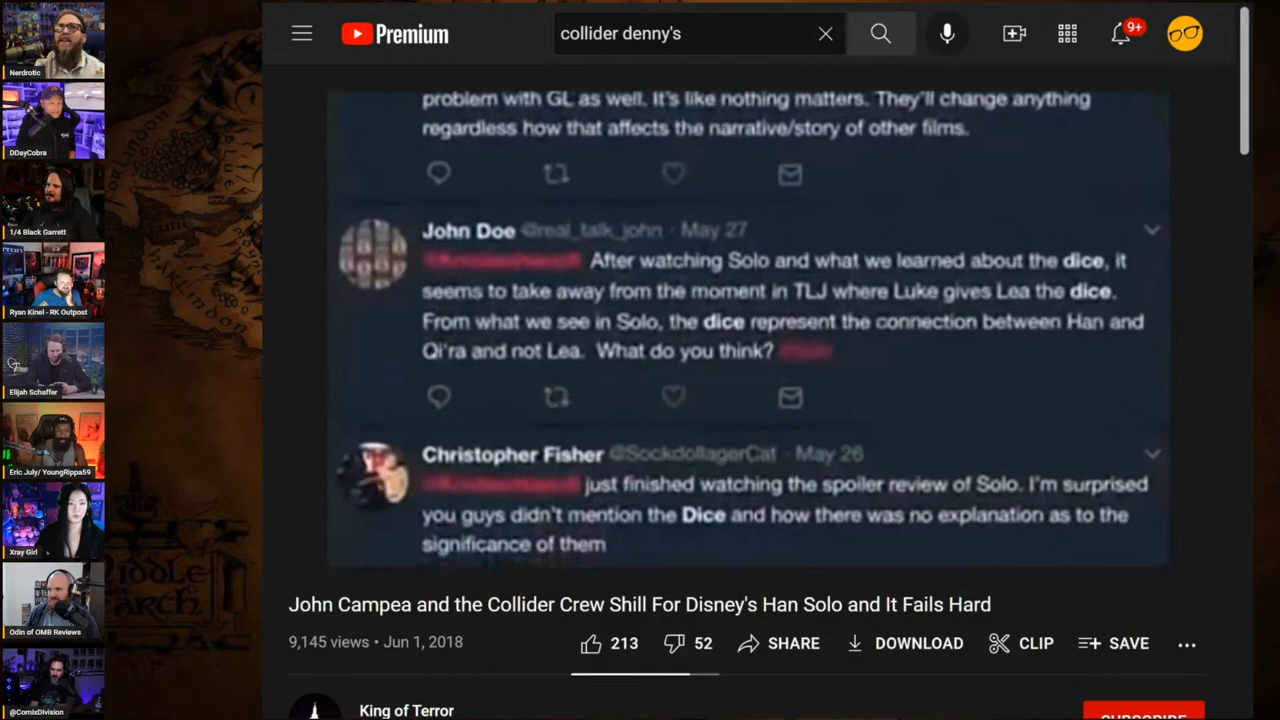 Premium
collider denny's
9+
problem with GL as well. It's like nothing matters. They'll change anything
regardless how that affects the narrative/story of other films.
John Doe @real_talk_john · May 27
After watching Solo and what we learned about the dice, it
seems to take away from the moment in TLJ where Luke gives Lea the dice.
From what we see in Solo, the dice represent the connection between Han and
Qi'ra and not Lea. What do you think?
Christopher Fisher @SockdollagerCat · May 26
just finished watching the spoiler review of Solo. I'm surprised
you guys didn't mention the Dice and how there was no explanation as to the
significance of them
John Campea and the Collider Crew Shill For Disney's Han Solo and It Fails Hard
9,145 views • Jun 1, 2018
213
52
SHARE
DOWNLOAD
CLIP
SAVE
King of Terror
SUBSCRIBE
Nerdrotic
DDayCobra
1/4 Black Garrett
Ryan Kinel - RK Outpost
Elijah Schaffer
Eric July/ YoungRippa59
Xray Girl
Odin of OMB Reviews
@ComixDivision